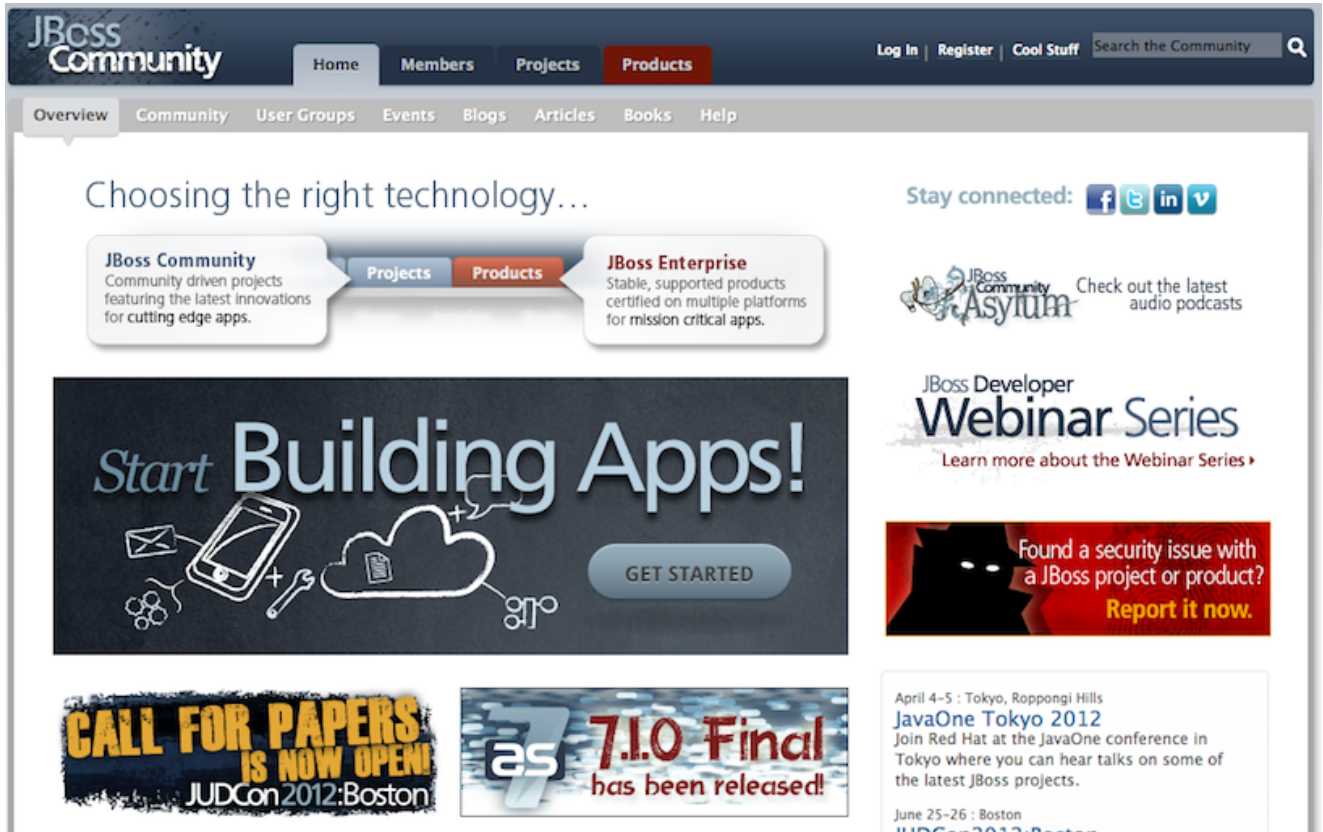 JBoss
Community
Home
Members
Projects
Products
Log In | Register | Cool Stuff
Search the Community
Overview
Community
User Groups
Events
Blogs
Articles
Books
Help
Choosing the right technology...
JBoss Community
Community driven projects
featuring the latest innovations
for cutting edge apps.
Projects
Products
JBoss Enterprise
Stable, supported products
certified on multiple platforms
for mission critical apps.
Stay connected:
f
t
in
v
JBoss
Community
Asylum
Check out the latest
audio podcasts
JBoss Developer
Webinar Series
Learn more about the Webinar Series
Start Building Apps!
GET STARTED
Found a security issue with
a JBoss project or product?
Report it now.
CALL FOR PAPERS
IS NOW OPEN!
JUDCon2012:Boston
7
as
7.1.0 Final
has been released!
April 4-5 : Tokyo, Roppongi Hills
JavaOne Tokyo 2012
Join Red Hat at the JavaOne conference in
Tokyo where you can hear talks on some of
the latest JBoss projects.
June 25-26 : Boston
JUDCon2012:Boston